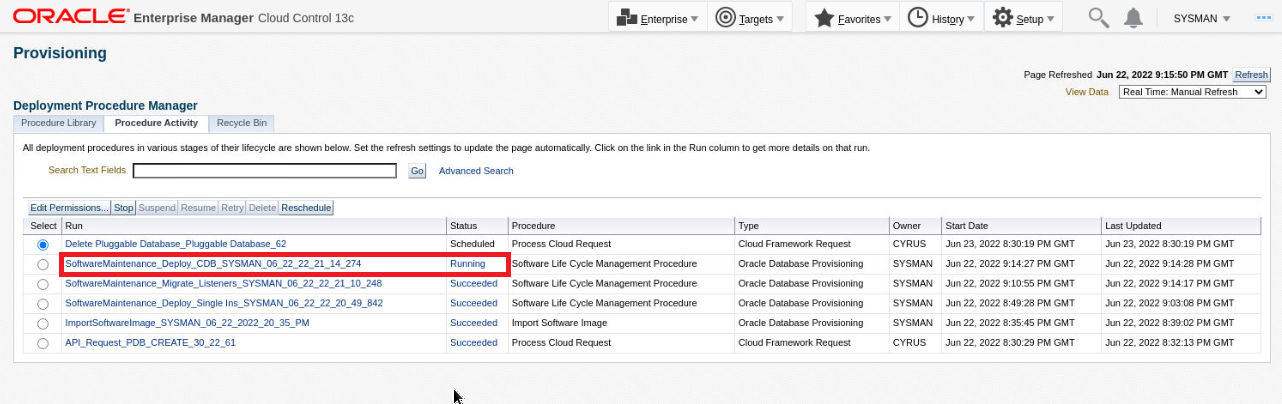 ORACLE Enterprise Manager Cloud Control 13c Enterprise Targets Favorites History Setup SYSMAN
Provisioning
Page Refreshed Jun 22, 2022 9:15:50 PM GMT Refresh
View Data Real Time: Manual Refresh
Deployment Procedure Manager
Procedure Library Procedure Activity Recycle Bin
All deployment procedures in various stages of their lifecycle are shown below. Set the refresh settings to update the page automatically. Click on the link in the Run column to get more details on that run.
Search Text Fields Go Advanced Search
Edit Permissions... Stop Suspend Resume Retry Delete Reschedule
Select Run Status Procedure Type Owner Start Date Last Updated
Delete Pluggable Database_Pluggable Database_62 Scheduled Process Cloud Request Cloud Framework Request CYRUS Jun 23, 2022 8:30:19 PM GMT Jun 23, 2022 8:30:19 PM GMT
SoftwareMaintenance_Deploy_CDB_SYSMAN_06_22_22_21_14_274 Running Software Life Cycle Management Procedure Oracle Database Provisioning SYSMAN Jun 22, 2022 9:14:27 PM GMT Jun 22, 2022 9:14:28 PM GMT
SoftwareMaintenance_Migrate_Listeners_SYSMAN_06_22_22_21_10_248 Succeeded Software Life Cycle Management Procedure Oracle Database Provisioning SYSMAN Jun 22, 2022 9:10:55 PM GMT Jun 22, 2022 9:14:17 PM GMT
SoftwareMaintenance_Deploy_Single Ins_SYSMAN_06_22_22_20_49_842 Succeeded Software Life Cycle Management Procedure Oracle Database Provisioning SYSMAN Jun 22, 2022 8:49:28 PM GMT Jun 22, 2022 9:03:08 PM GMT
ImportSoftwareImage_SYSMAN_06_22_2022_20_35_PM Succeeded Import Software Image Oracle Database Provisioning SYSMAN Jun 22, 2022 8:35:45 PM GMT Jun 22, 2022 8:39:02 PM GMT
API_Request_PDB_CREATE_30_22_61 Succeeded Process Cloud Request Cloud Framework Request CYRUS Jun 22, 2022 8:30:29 PM GMT Jun 22, 2022 8:32:13 PM GMT